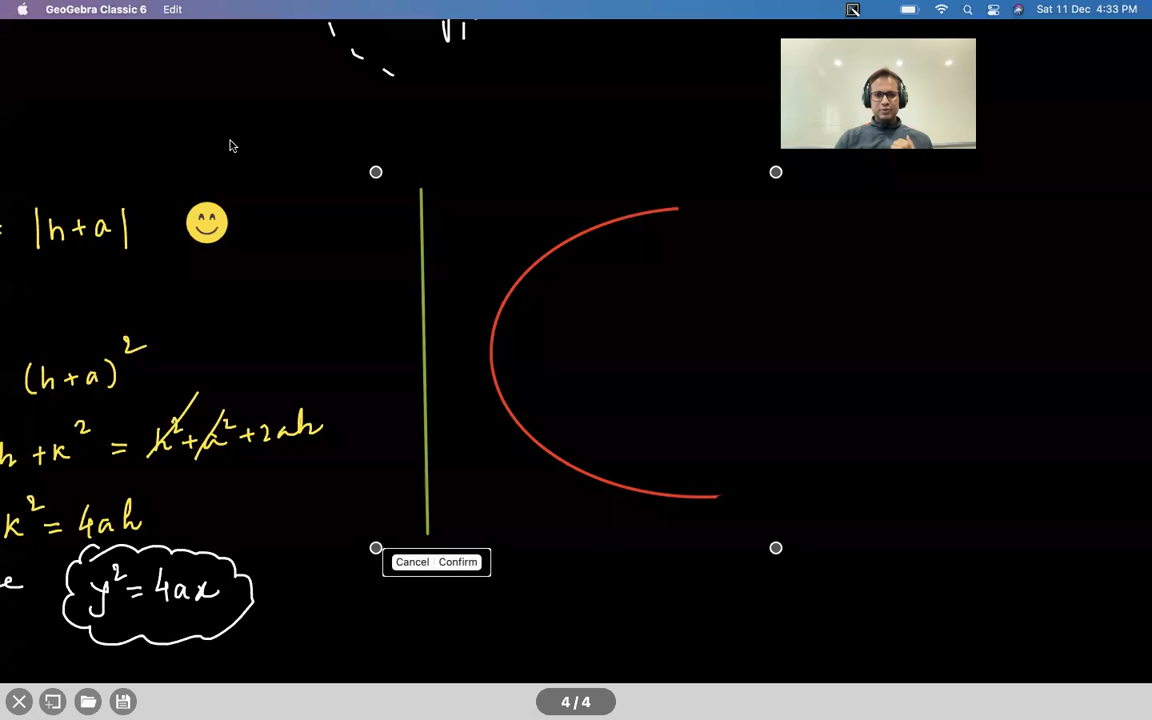 GeoGebra Classic 6 Edit Sat 11 Dec 4:33 PM
= |h+a|
(h+a)²
h + k² = h² + a² + 2ah
k² = 4ah
y² = 4ax
Cancel Confirm
4 / 4